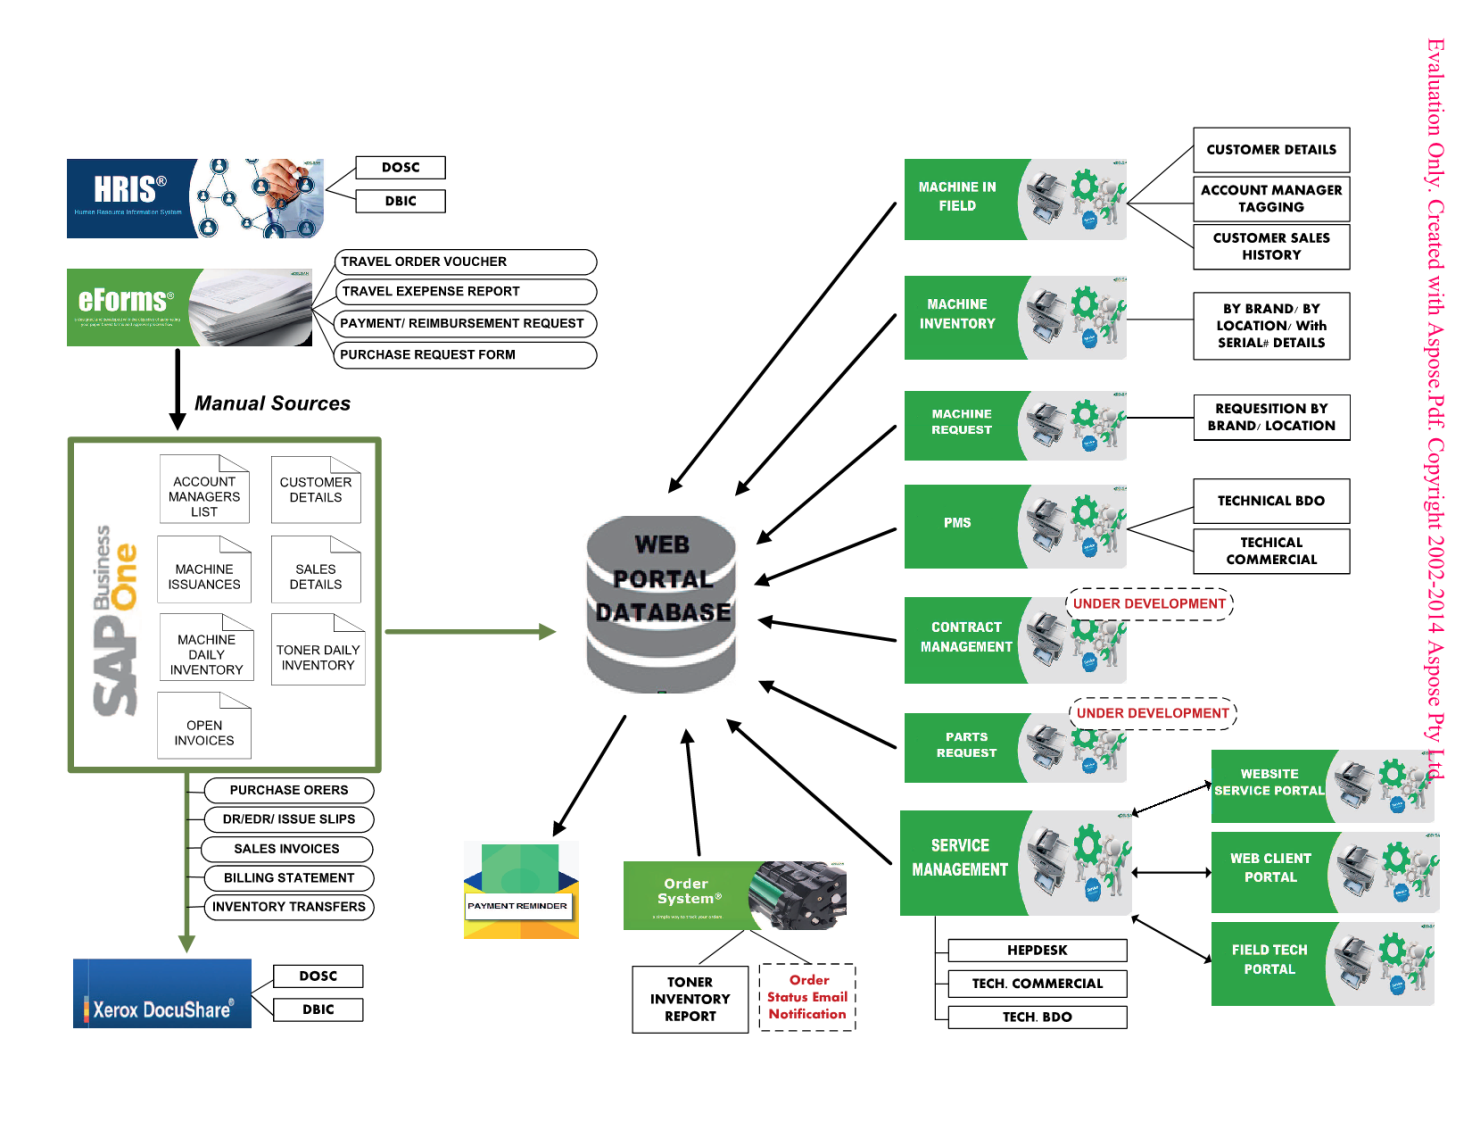 HRIS®
Human Resource Information System
DOSC
DBIC
eForms®
TRAVEL ORDER VOUCHER
TRAVEL EXEPENSE REPORT
PAYMENT/ REIMBURSEMENT REQUEST
PURCHASE REQUEST FORM
Manual Sources
SAP Business One
ACCOUNT
MANAGERS
LIST
CUSTOMER
DETAILS
MACHINE
ISSUANCES
SALES
DETAILS
MACHINE
DAILY
INVENTORY
TONER DAILY
INVENTORY
OPEN
INVOICES
PURCHASE ORERS
DR/EDR/ ISSUE SLIPS
SALES INVOICES
BILLING STATEMENT
INVENTORY TRANSFERS
Xerox DocuShare®
DOSC
DBIC
WEB
PORTAL
DATABASE
PAYMENT REMINDER
Order
System®
a simple way to track your orders
TONER
INVENTORY
REPORT
Order
Status Email
Notification
MACHINE IN
FIELD
CUSTOMER DETAILS
ACCOUNT MANAGER
TAGGING
CUSTOMER SALES
HISTORY
MACHINE
INVENTORY
BY BRAND/ BY
LOCATION/ With
SERIAL# DETAILS
MACHINE
REQUEST
REQUESITION BY
BRAND/ LOCATION
PMS
TECHNICAL BDO
TECHICAL
COMMERCIAL
CONTRACT
MANAGEMENT
UNDER DEVELOPMENT
PARTS
REQUEST
UNDER DEVELOPMENT
SERVICE
MANAGEMENT
HEPDESK
TECH. COMMERCIAL
TECH. BDO
WEBSITE
SERVICE PORTAL
WEB CLIENT
PORTAL
FIELD TECH
PORTAL
Evaluation Only. Created with Aspose.Pdf. Copyright 2002-2014 Aspose Pty Ltd